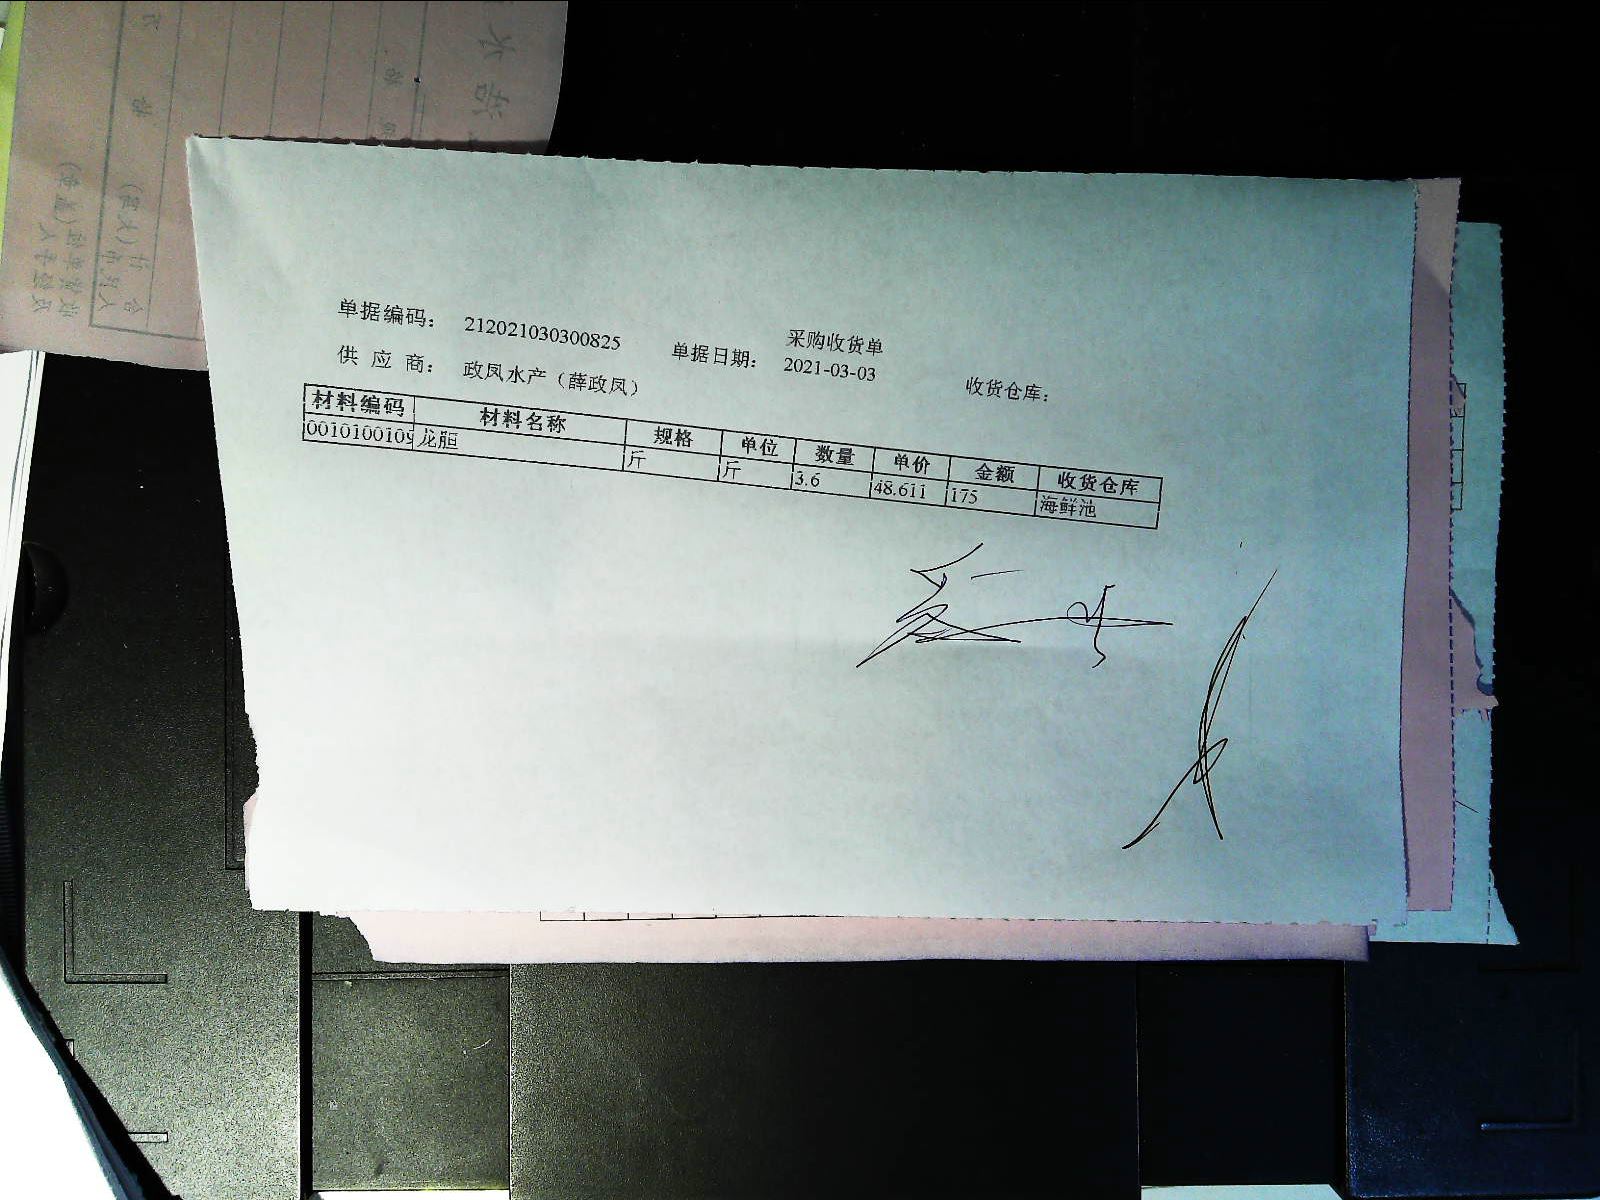 采购收货单
单据编码: 212021030300825 单据日期: 2021-03-03 收货仓库:
供 应 商: 政凤水产（薛政凤）
材料编码 材料名称 规格 单位 数量 单价 金额 收货仓库
0010100109 龙胆 斤 斤 3.6 48.611 175 海鲜池